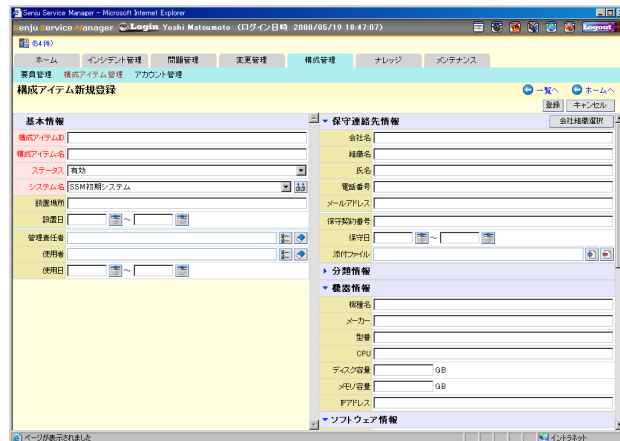 Senju Service Manager - Microsoft Internet Explorer
Senju Service Manager Login Yoshi Matsumoto (ログイン日時 2008/05/19 18:47:07) Logout
(54件)
ホーム インシデント管理 問題管理 変更管理 構成管理 ナレッジ メンテナンス
要員管理 構成アイテム管理 アカウント管理
構成アイテム新規登録 一覧へ ホームへ
登録 キャンセル
基本情報
構成アイテムID
構成アイテム名
ステータス 有効
システム名 SSM初期システム
設置場所
設置日 ~
管理責任者
使用者
使用日 ~
保守連絡先情報 会社組織選択
会社名
組織名
氏名
電話番号
メールアドレス
保守契約番号
保守日 ~
添付ファイル
分類情報
機器情報
機種名
メーカー
型番
CPU
ディスク容量 GB
メモリ容量 GB
IPアドレス
ソフトウェア情報
ページが表示されました イントラネット